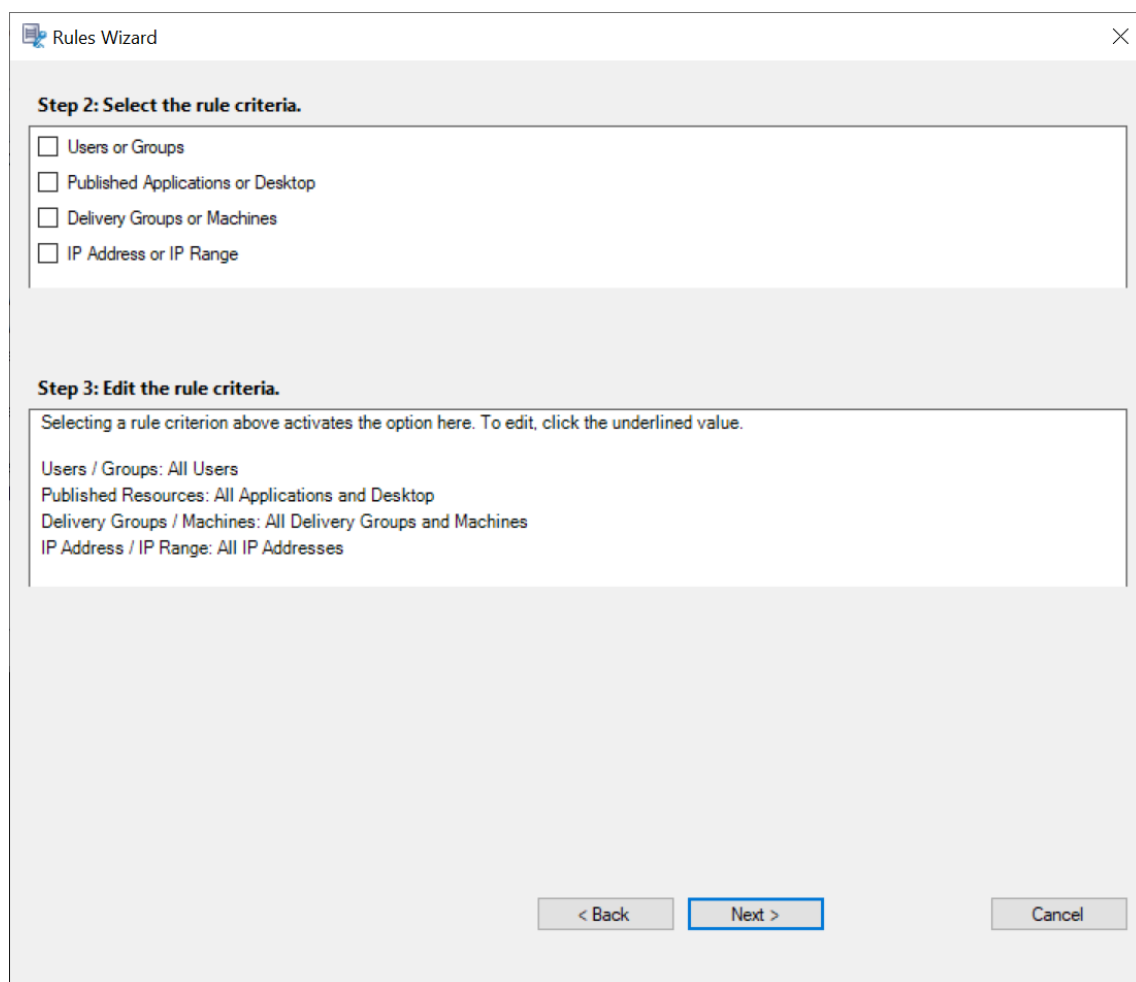 Rules Wizard
Step 2: Select the rule criteria.
Users or Groups
Published Applications or Desktop
Delivery Groups or Machines
IP Address or IP Range
Step 3: Edit the rule criteria.
Selecting a rule criterion above activates the option here. To edit, click the underlined value.
Users / Groups: All Users
Published Resources: All Applications and Desktop
Delivery Groups / Machines: All Delivery Groups and Machines
IP Address / IP Range: All IP Addresses
< Back
Next >
Cancel